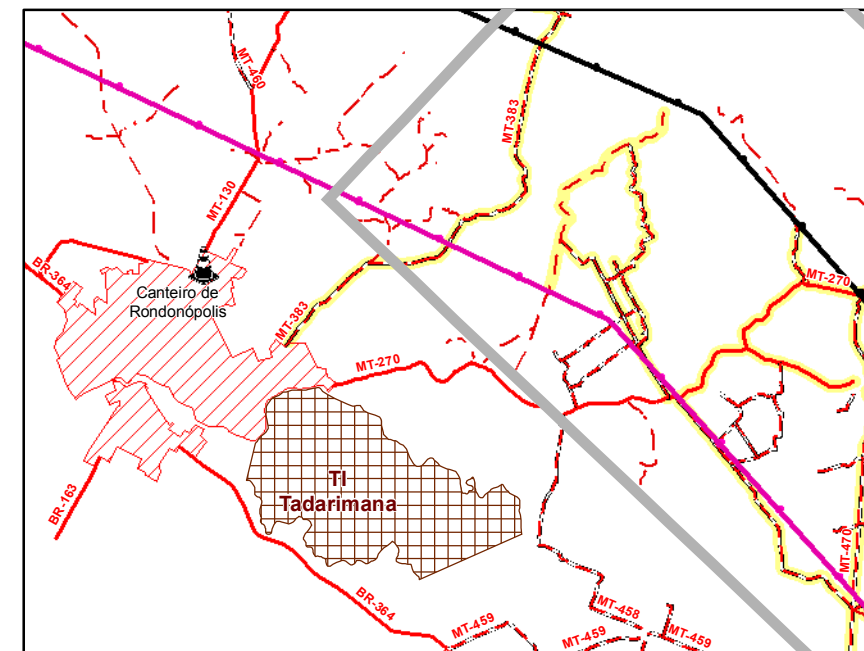 MT-460
MT-383
MT-130
BR-364
Canteiro de
Rondonópolis
MT-270
MT-383
MT-270
TI
Tadarimana
BR-163
MT-470
BR-364
MT-458
MT-459
MT-459
MT-459